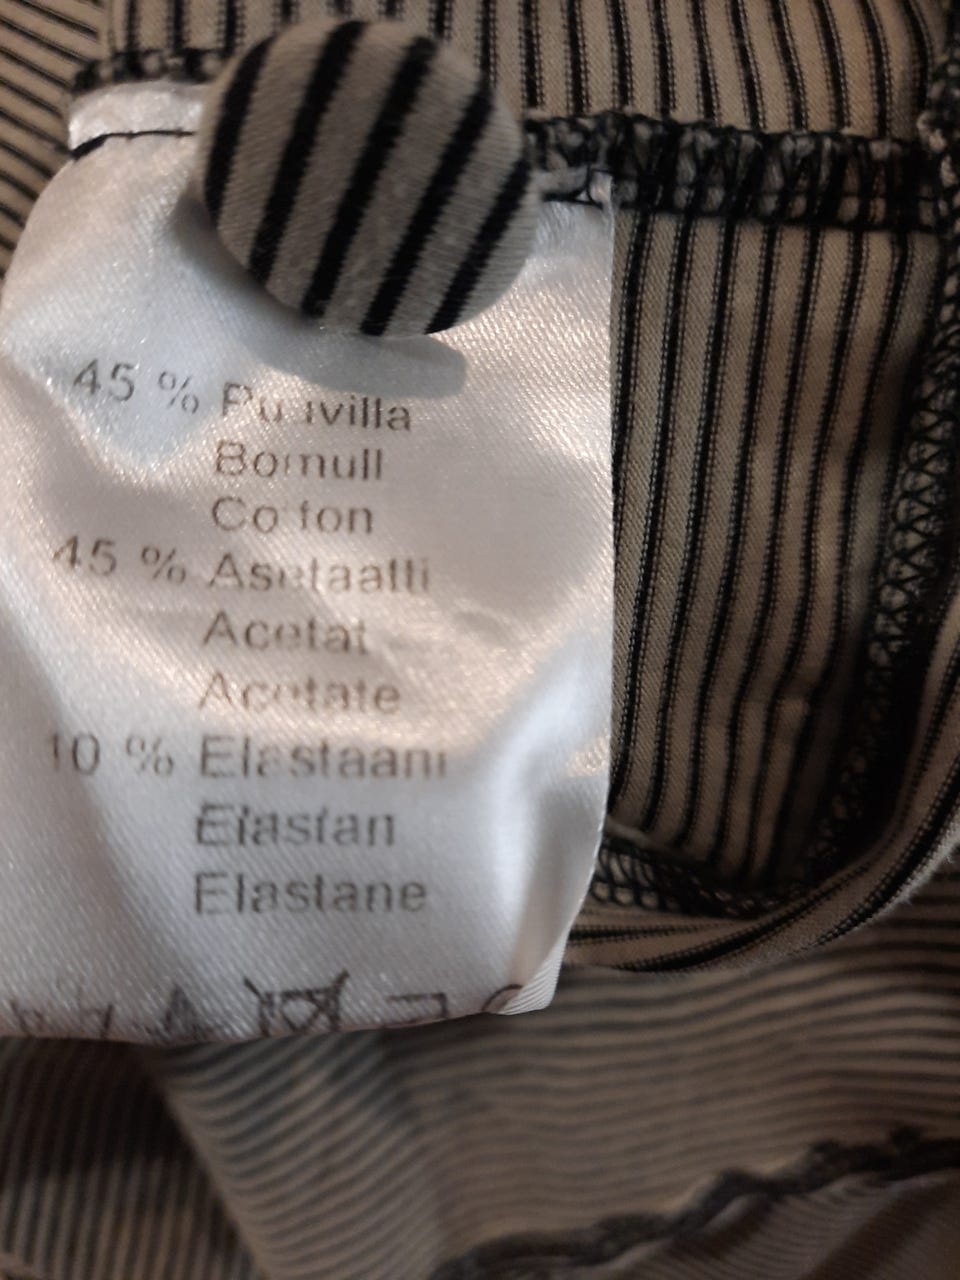 45 % Puuvilla
Bomull
Cotton
45 % Asetaatti
Acetat
Acetate
10 % Elastaani
Elastan
Elastane